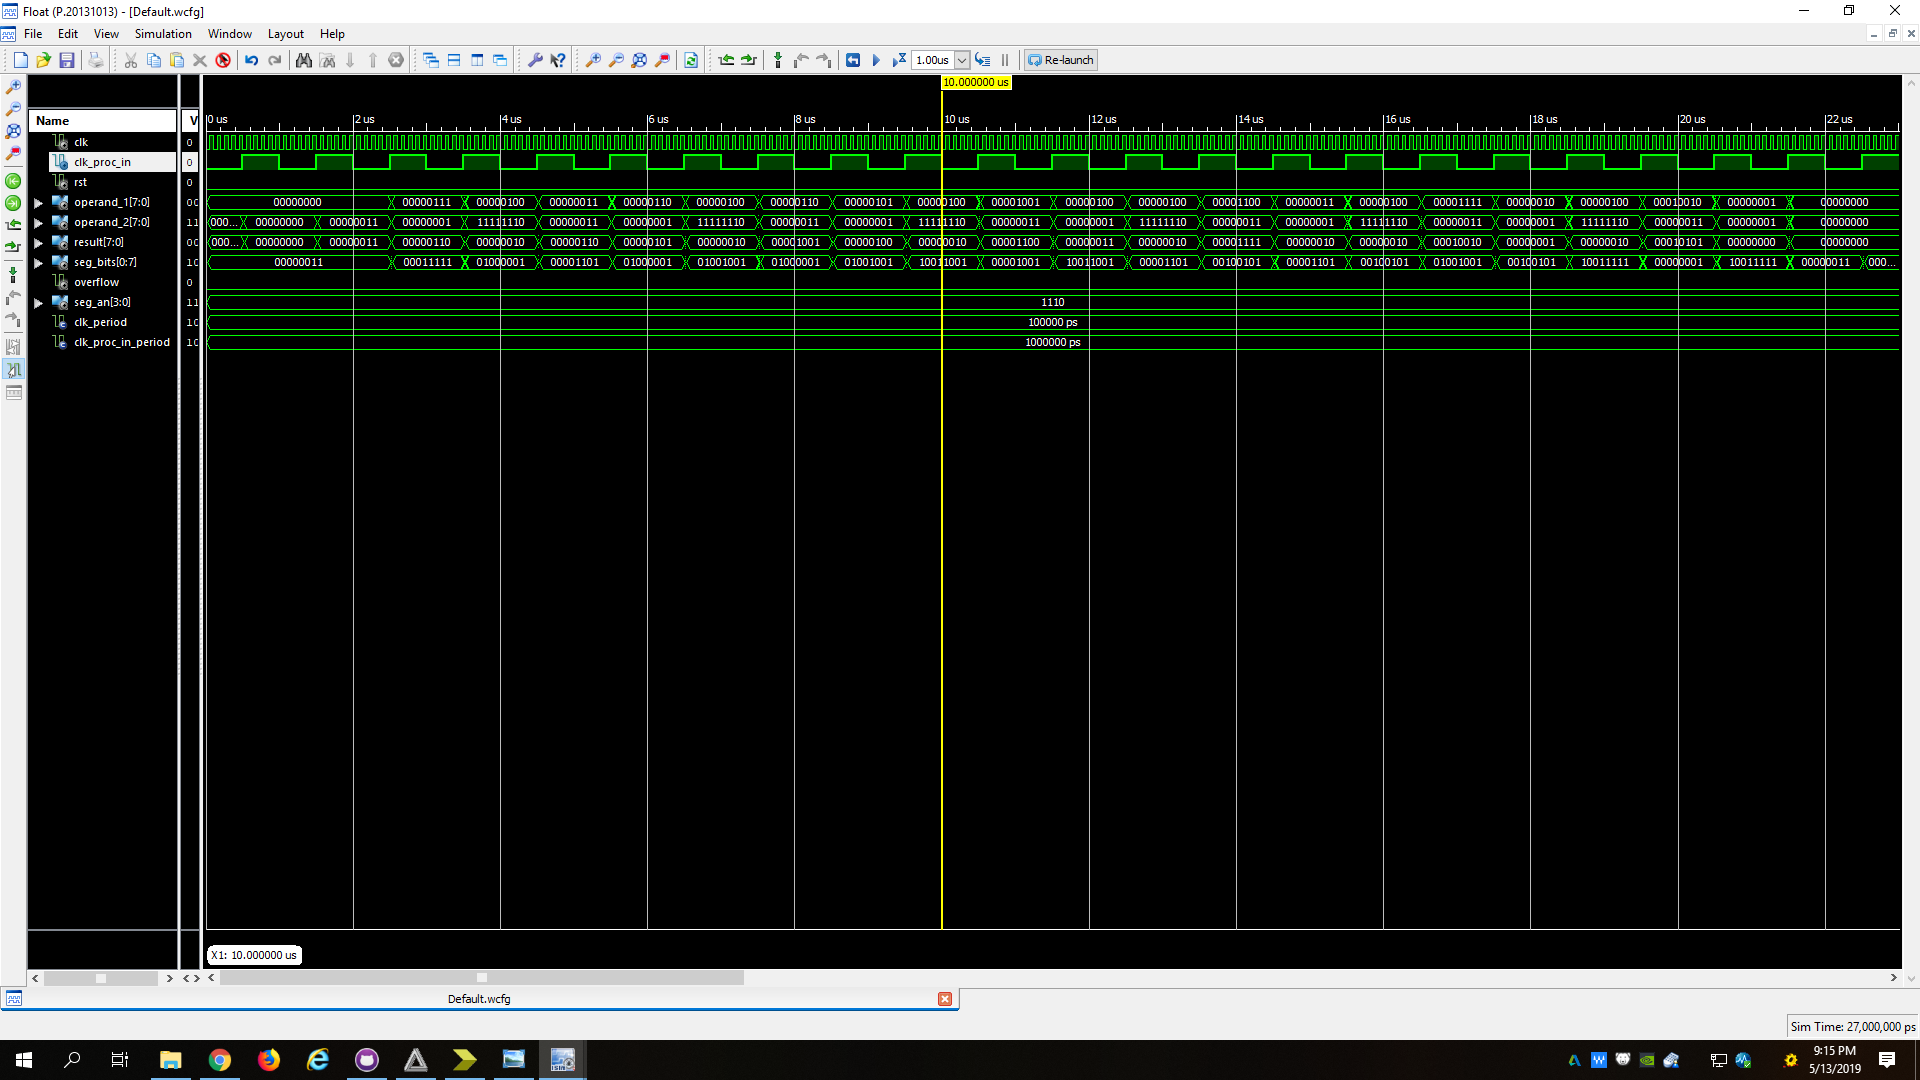 Float (P.20131013) - [Default.wcfg]
File Edit View Simulation Window Layout Help
1.00us Re-launch
10.000000 us
Name V
0 us 2 us 4 us 6 us 8 us 10 us 12 us 14 us 16 us 18 us 20 us 22 us
clk 0
clk_proc_in 0
rst 0
operand_1[7:0] 00 00000000 00000111 00000100 00000011 00000110 00000100 00000110 00000101 00000100 00001001 00000100 00000100 00001100 00000011 00000100 00001111 00000010 00000100 00010010 00000001 00000000
operand_2[7:0] 11 000... 00000000 00000011 00000001 11111110 00000011 00000001 11111110 00000011 00000001 11111110 00000011 00000001 11111110 00000011 00000001 11111110 00000011 00000001 11111110 00000011 00000001 00000000
result[7:0] 00 000... 00000000 00000011 00000110 00000010 00000110 00000101 00000010 00001001 00000100 00000010 00001100 00000011 00000010 00001111 00000010 00000010 00010010 00000001 00000010 00010101 00000000 00000000
seg_bits[0:7] 10 00000011 00011111 01000001 00001101 01000001 01001001 01000001 01001001 10011001 00001001 10011001 00001101 00100101 00001101 00100101 01001001 00100101 10011111 00000001 10011111 00000011 000...
overflow 0
seg_an[3:0] 11 1110
clk_period 10 100000 ps
clk_proc_in_period 10 1000000 ps
X1: 10.000000 us
Default.wcfg
Sim Time: 27,000,000 ps
9:15 PM
5/13/2019